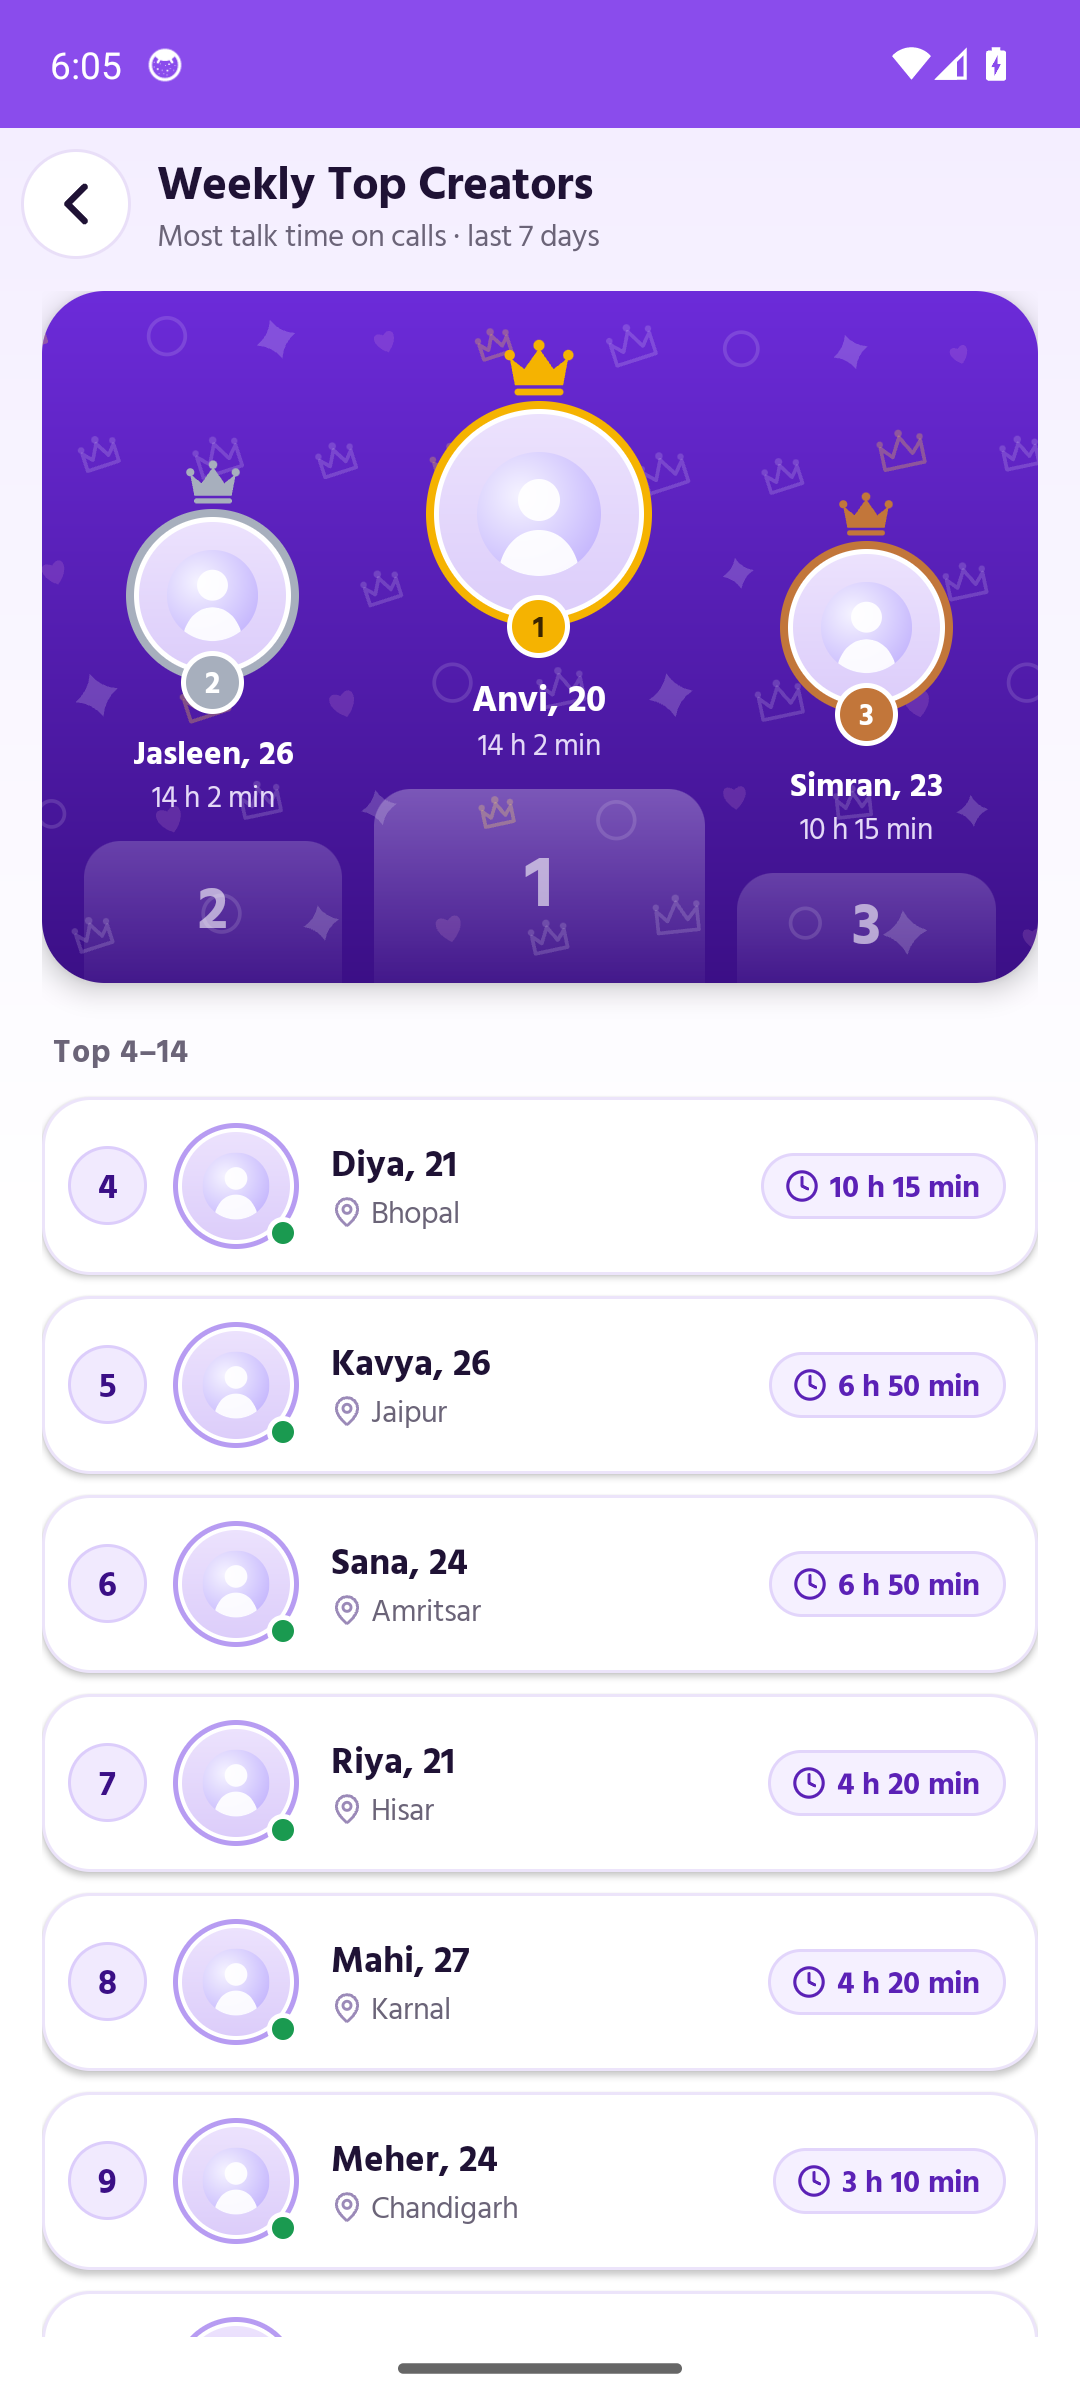 6:05
Weekly Top Creators
Most talk time on calls · last 7 days
1
Anvi, 20
14 h 2 min
1
2
Jasleen, 26
14 h 2 min
2
3
Simran, 23
10 h 15 min
3
Top 4–14
4
Diya, 21
Bhopal
10 h 15 min
5
Kavya, 26
Jaipur
6 h 50 min
6
Sana, 24
Amritsar
6 h 50 min
7
Riya, 21
Hisar
4 h 20 min
8
Mahi, 27
Karnal
4 h 20 min
9
Meher, 24
Chandigarh
3 h 10 min